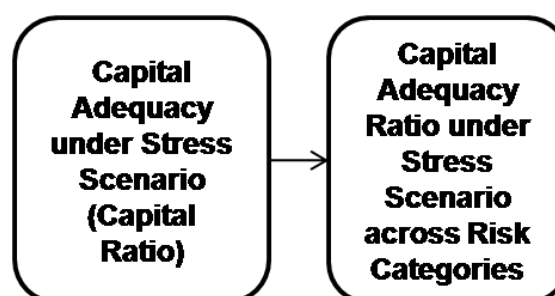 Capital
Adequacy
under Stress
Scenario
(Capital
Ratio)
Capital
Adequacy
Ratio under
Stress
Scenario
across Risk
Categories